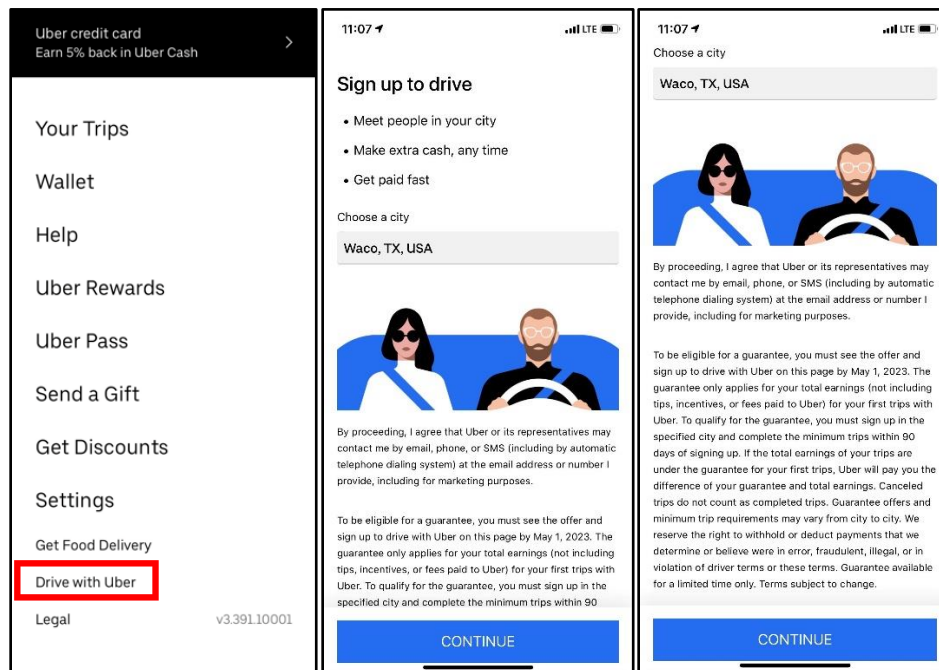 Uber credit card
Earn 5% back in Uber Cash
Your Trips
Wallet
Help
Uber Rewards
Uber Pass
Send a Gift
Get Discounts
Settings
Get Food Delivery
Drive with Uber
Legal v3.391.10001
11:07 LTE
Sign up to drive
• Meet people in your city
• Make extra cash, any time
• Get paid fast
Choose a city
Waco, TX, USA
By proceeding, I agree that Uber or its representatives may
contact me by email, phone, or SMS (including by automatic
telephone dialing system) at the email address or number I
provide, including for marketing purposes.
To be eligible for a guarantee, you must see the offer and
sign up to drive with Uber on this page by May 1, 2023. The
guarantee only applies for your total earnings (not including
tips, incentives, or fees paid to Uber) for your first trips with
Uber. To qualify for the guarantee, you must sign up in the
specified city and complete the minimum trips within 90
CONTINUE
11:07 LTE
Choose a city
Waco, TX, USA
By proceeding, I agree that Uber or its representatives may
contact me by email, phone, or SMS (including by automatic
telephone dialing system) at the email address or number I
provide, including for marketing purposes.
To be eligible for a guarantee, you must see the offer and
sign up to drive with Uber on this page by May 1, 2023. The
guarantee only applies for your total earnings (not including
tips, incentives, or fees paid to Uber) for your first trips with
Uber. To qualify for the guarantee, you must sign up in the
specified city and complete the minimum trips within 90
days of signing up. If the total earnings of your trips are
under the guarantee for your first trips, Uber will pay you the
difference of your guarantee and total earnings. Canceled
trips do not count as completed trips. Guarantee offers and
minimum trip requirements may vary from city to city. We
reserve the right to withhold or deduct payments that we
determine or believe were in error, fraudulent, illegal, or in
violation of driver terms or these terms. Guarantee available
for a limited time only. Terms subject to change.
CONTINUE